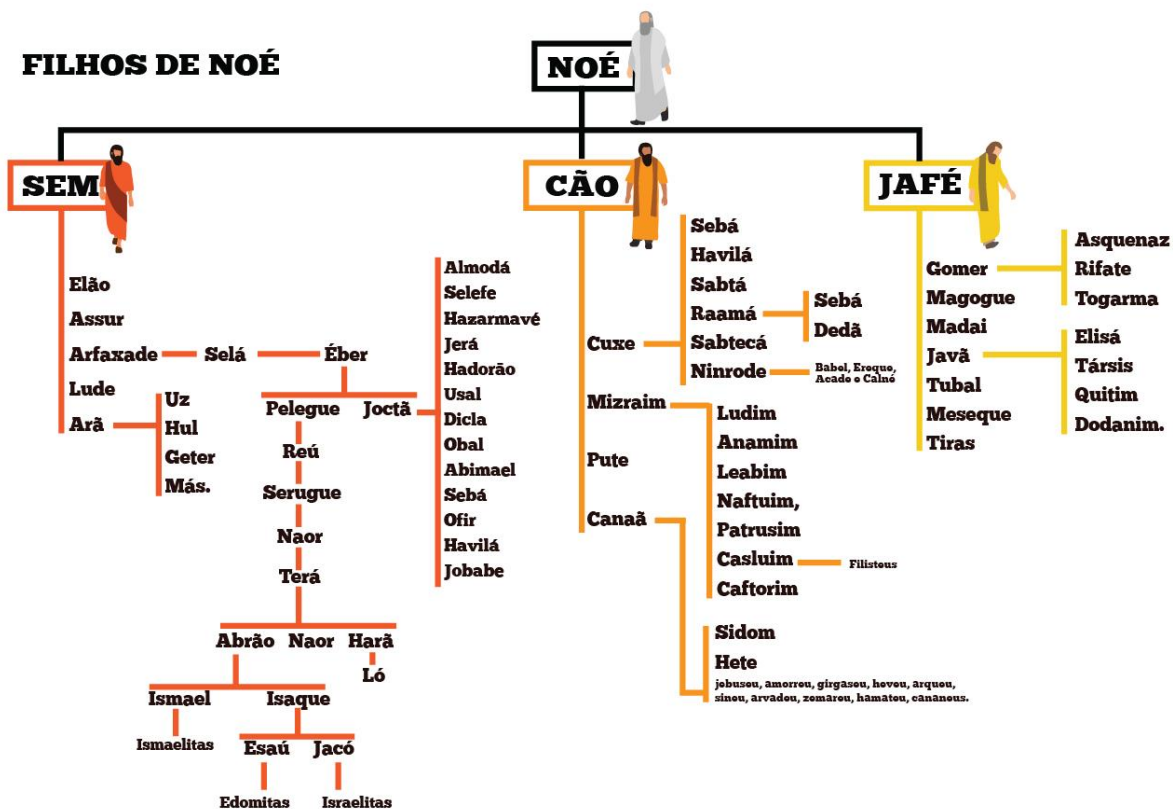 FILHOS DE NOÉ
NOÉ
SEM
Elão
Assur
Arfaxade
Selá
Éber
Lude
Arã
Uz
Hul
Geter
Más.
Pelegue
Joctã
Reú
Serugue
Naor
Terá
Abrão
Naor
Harã
Ló
Ismael
Isaque
Ismaelitas
Esaú
Jacó
Edomitas
Israelitas
Almodá
Selefe
Hazarmavé
Jerá
Hadorão
Usal
Dicla
Obal
Abimael
Sebá
Ofir
Havilá
Jobabe
CÃO
Cuxe
Sebá
Havilá
Sabtá
Raamá
Sebá
Dedã
Sabtecá
Ninrode
Babel, Ereque,
Acade e Calné
Mizraim
Ludim
Anamim
Leabim
Naftuim,
Patrusim
Casluim
Filisteus
Caftorim
Pute
Canaã
Sidom
Hete
jebuseu, amorreu, girgaseu, heveu, arqueu,
sineu, arvadeu, zemareu, hamateu, cananeus.
JAFÉ
Gomer
Asquenaz
Rifate
Togarma
Magogue
Madai
Javã
Elisá
Társis
Quitim
Dodanim.
Tubal
Meseque
Tiras